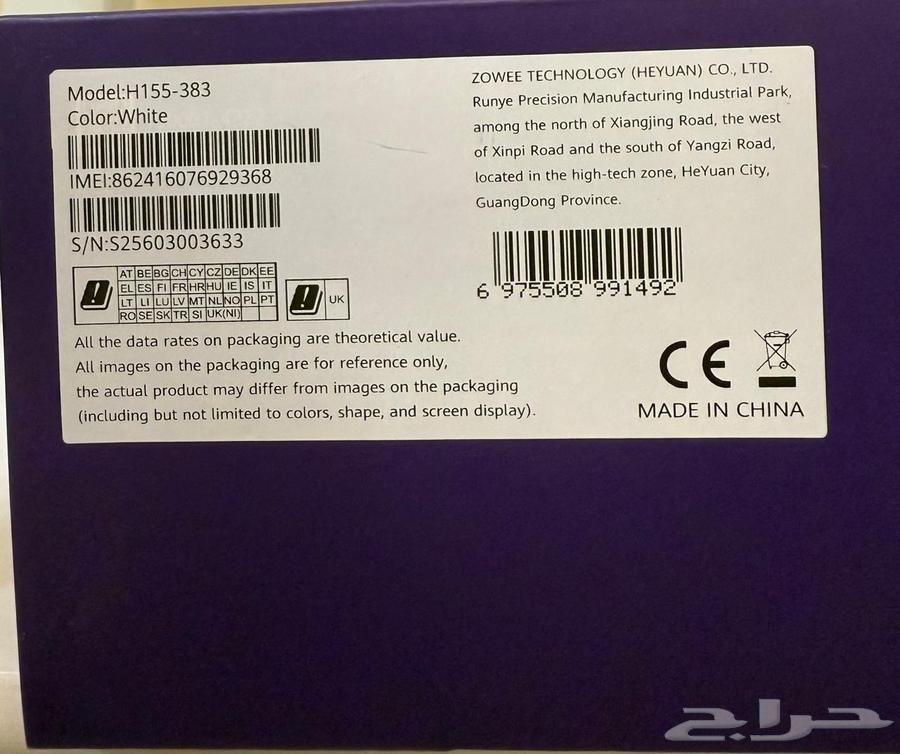 Model:H155-383
Color:White
IMEI:862416076929368
S/N:S25603003633
AT BE BG CH CY CZ DE DK EE
EL ES FI FR HR HU IE IS IT
LT LI LU LV MT NL NO PL PT
RO SE SK TR SI UK(NI)
UK
All the data rates on packaging are theoretical value.
All images on the packaging are for reference only,
the actual product may differ from images on the packaging
(including but not limited to colors, shape, and screen display).
ZOWEE TECHNOLOGY (HEYUAN) CO., LTD.
Runye Precision Manufacturing Industrial Park,
among the north of Xiangjing Road, the west
of Xinpi Road and the south of Yangzi Road,
located in the high-tech zone, HeYuan City,
GuangDong Province.
6 975508 991492
CE
MADE IN CHINA
حراج